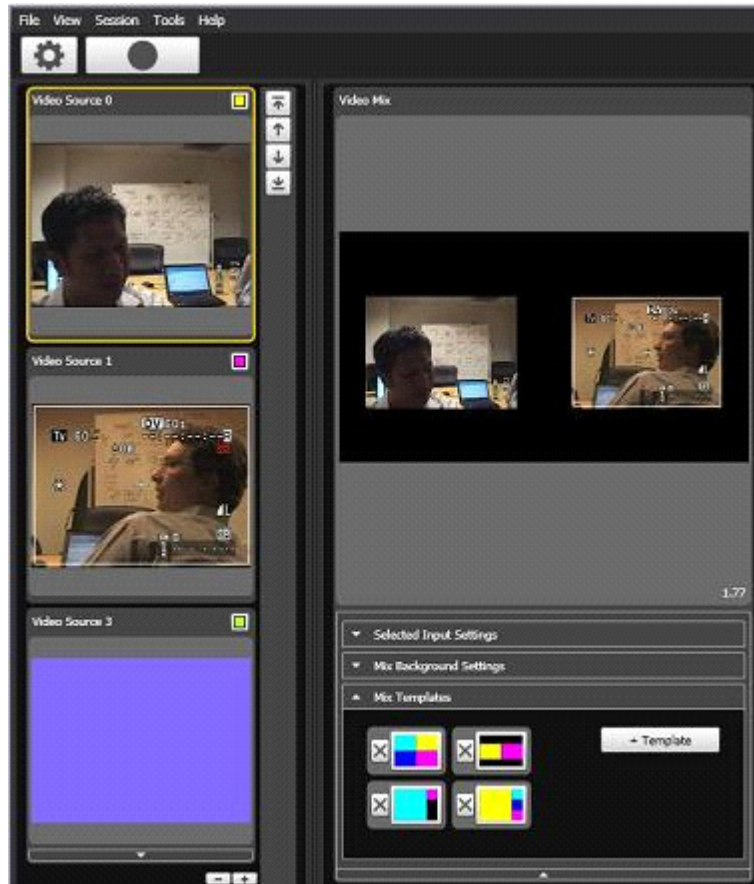 File View Session Tools Help
Video Source 0
Video Mix
Video Source 1
Video Source 3
1.77
Selected Input Settings
Mix Background Settings
Mix Templates
+ Template